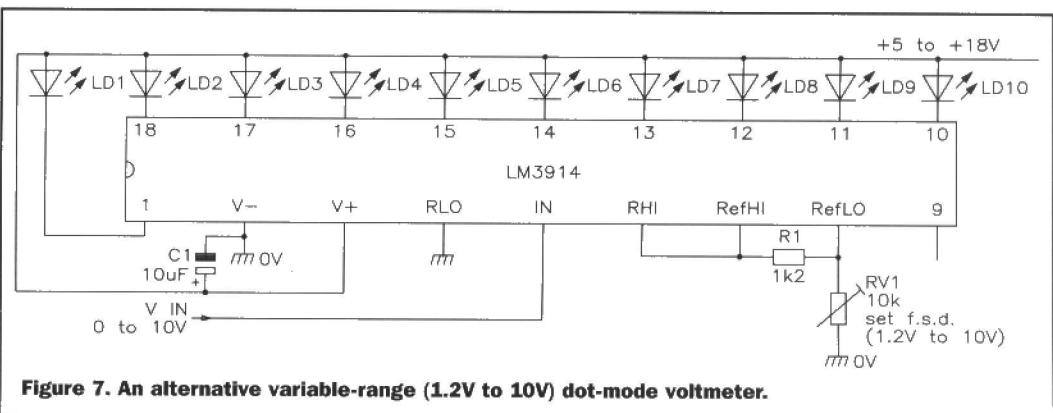 +5 to +18V
LD1 LD2 LD3 LD4 LD5 LD6 LD7 LD8 LD9 LD10
18 17 16 15 14 13 12 11 10
LM3914
1 V− V+ RLO IN RHI RefHI RefLO 9
C1
10uF
+
0V
R1
1k2
RV1
10k
set f.s.d.
(1.2V to 10V)
0V
V IN
0 to 10V
Figure 7. An alternative variable-range (1.2V to 10V) dot-mode voltmeter.